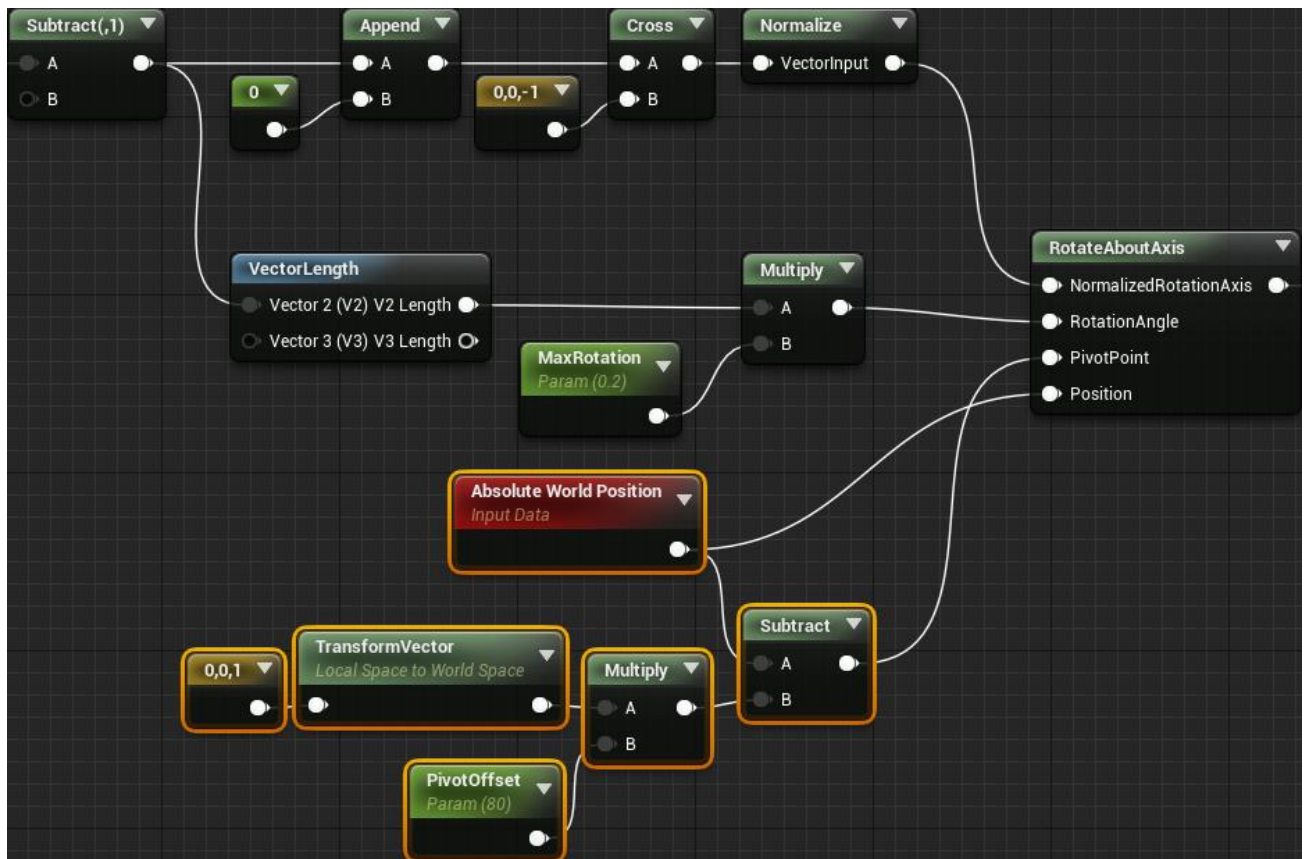 Subtract(,1)
A
B
Append
A
B
0
Cross
A
B
0,0,-1
Normalize
VectorInput
VectorLength
Vector 2 (V2) V2 Length
Vector 3 (V3) V3 Length
Multiply
A
B
MaxRotation
Param (0.2)
RotateAboutAxis
NormalizedRotationAxis
RotationAngle
PivotPoint
Position
Absolute World Position
Input Data
0,0,1
TransformVector
Local Space to World Space
Multiply
A
B
Subtract
A
B
PivotOffset
Param (80)